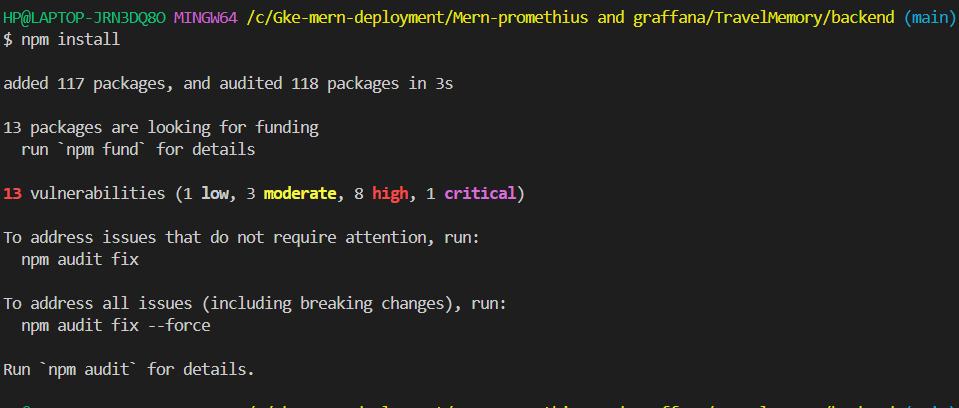 HP@LAPTOP-JRN3DQ8O MINGW64 /c/Gke-mern-deployment/Mern-promethius and graffana/TravelMemory/backend (main)
$ npm install
added 117 packages, and audited 118 packages in 3s
13 packages are looking for funding
run `npm fund` for details
13 vulnerabilities (1 low, 3 moderate, 8 high, 1 critical)
To address issues that do not require attention, run:
npm audit fix
To address all issues (including breaking changes), run:
npm audit fix --force
Run `npm audit` for details.